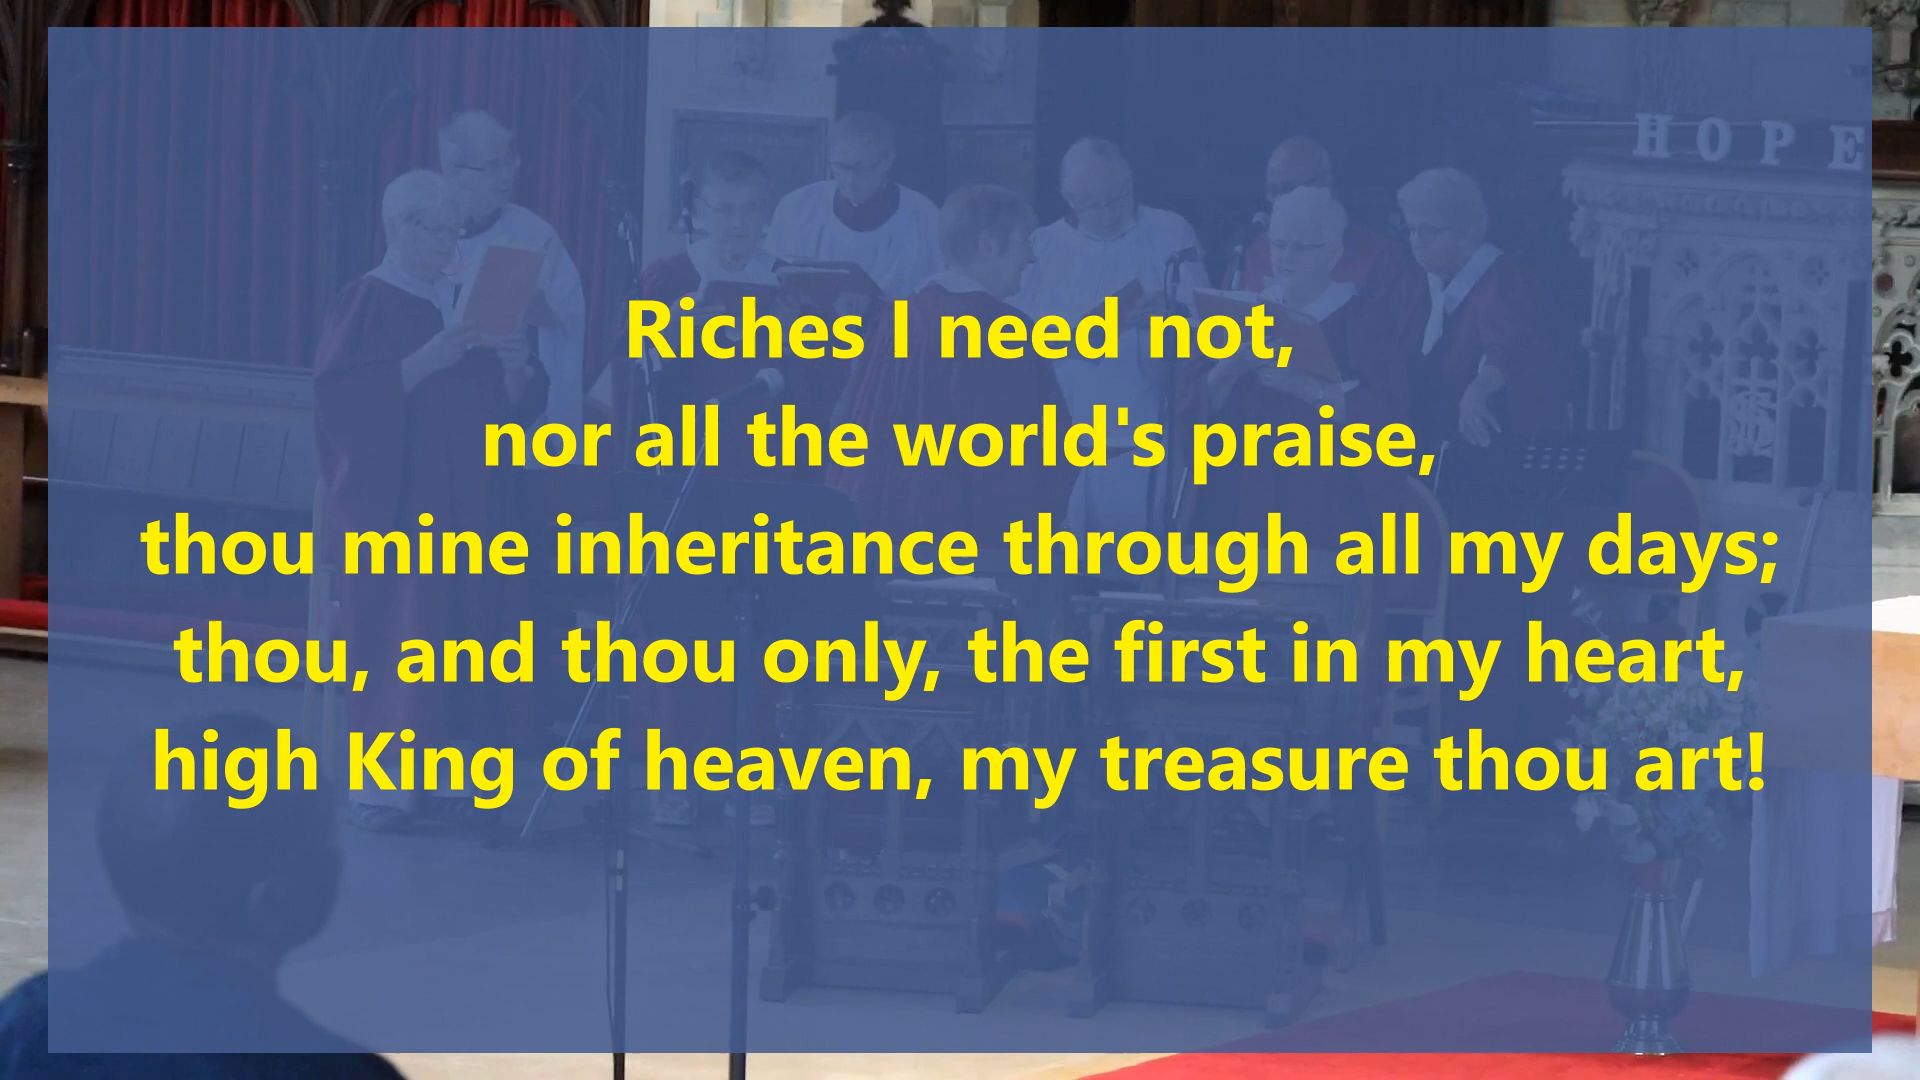 HOPE
Riches I need not,
nor all the world's praise,
thou mine inheritance through all my days;
thou, and thou only, the first in my heart,
high King of heaven, my treasure thou art!